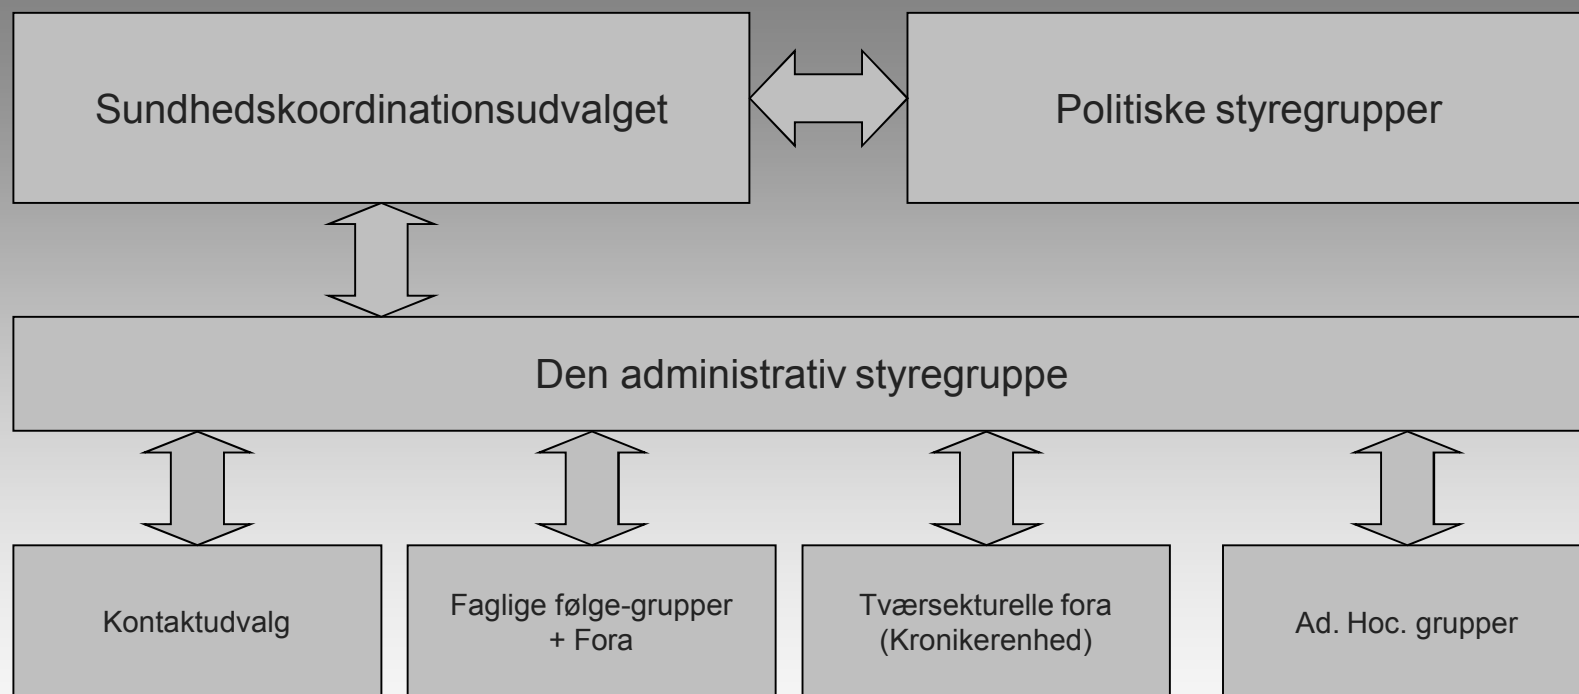 Sundhedskoordinationsudvalget
Politiske styregrupper
Den administrativ styregruppe
Kontaktudvalg
Faglige følge-grupper
+ Fora
Tværsekturelle fora
(Kronikerenhed)
Ad. Hoc. grupper